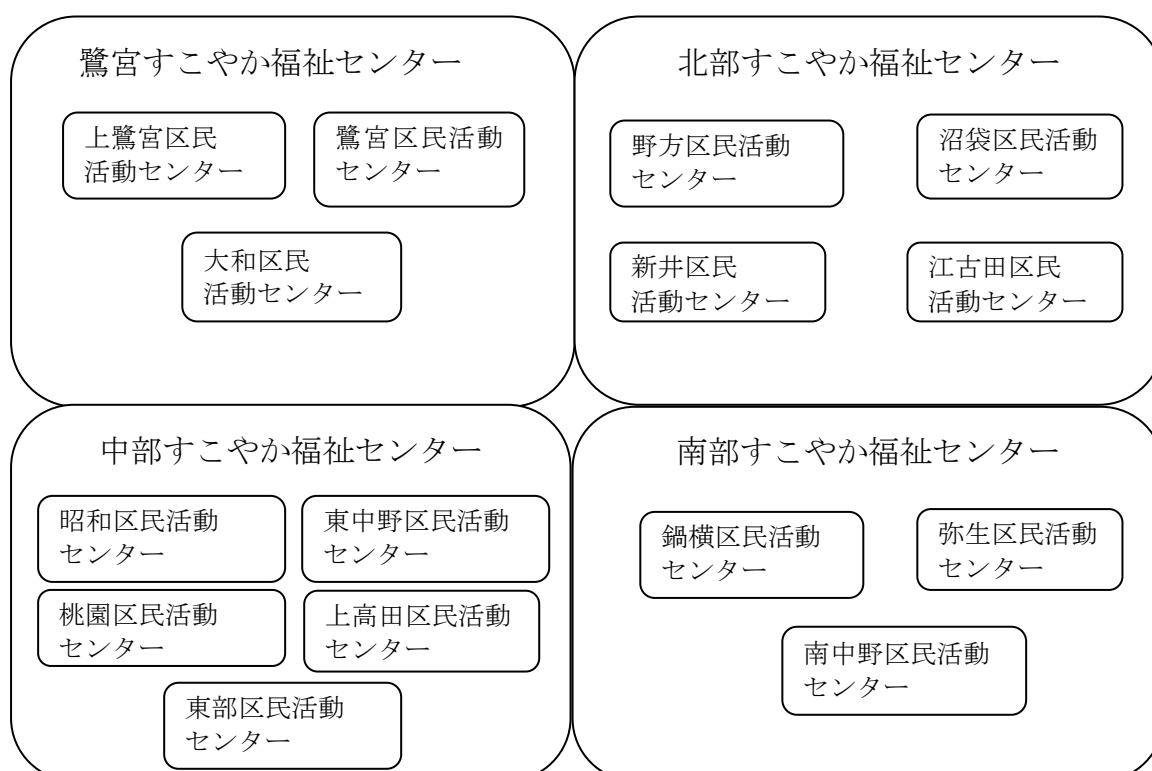 鷺宮すこやか福祉センター
上鷺宮区民
活動センター
鷺宮区民活動
センター
大和区民
活動センター
北部すこやか福祉センター
野方区民活動
センター
沼袋区民活動
センター
新井区民
活動センター
江古田区民
活動センター
中部すこやか福祉センター
昭和区民活動
センター
東中野区民活動
センター
桃園区民活動
センター
上高田区民活動
センター
東部区民活動
センター
南部すこやか福祉センター
鍋横区民活動
センター
弥生区民活動
センター
南中野区民活動
センター